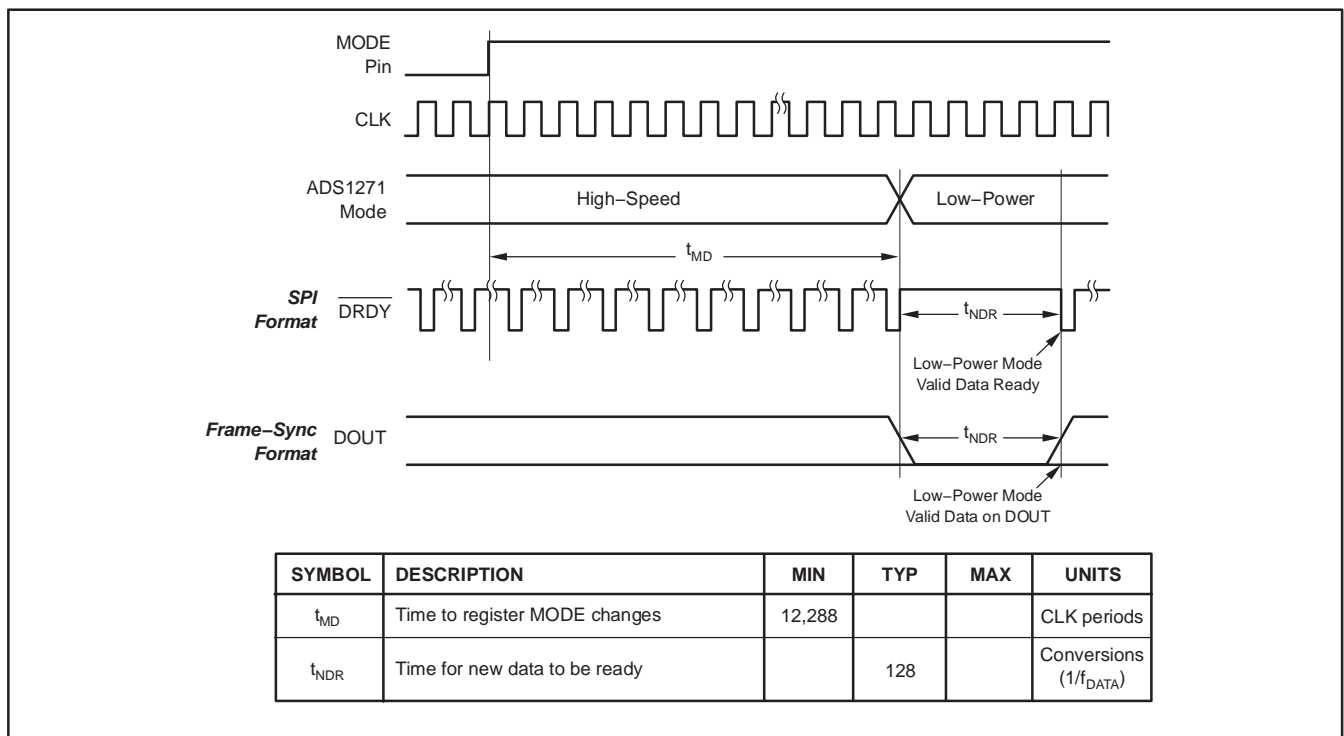 MODE
Pin
CLK
ADS1271
Mode
High−Speed
Low−Power
tMD
SPI
Format
DRDY
tNDR
Low−Power Mode
Valid Data Ready
Frame−Sync
Format
DOUT
tNDR
Low−Power Mode
Valid Data on DOUT
SYMBOL DESCRIPTION MIN TYP MAX UNITS
tMD Time to register MODE changes 12,288 CLK periods
tNDR Time for new data to be ready 128 Conversions
(1/fDATA)